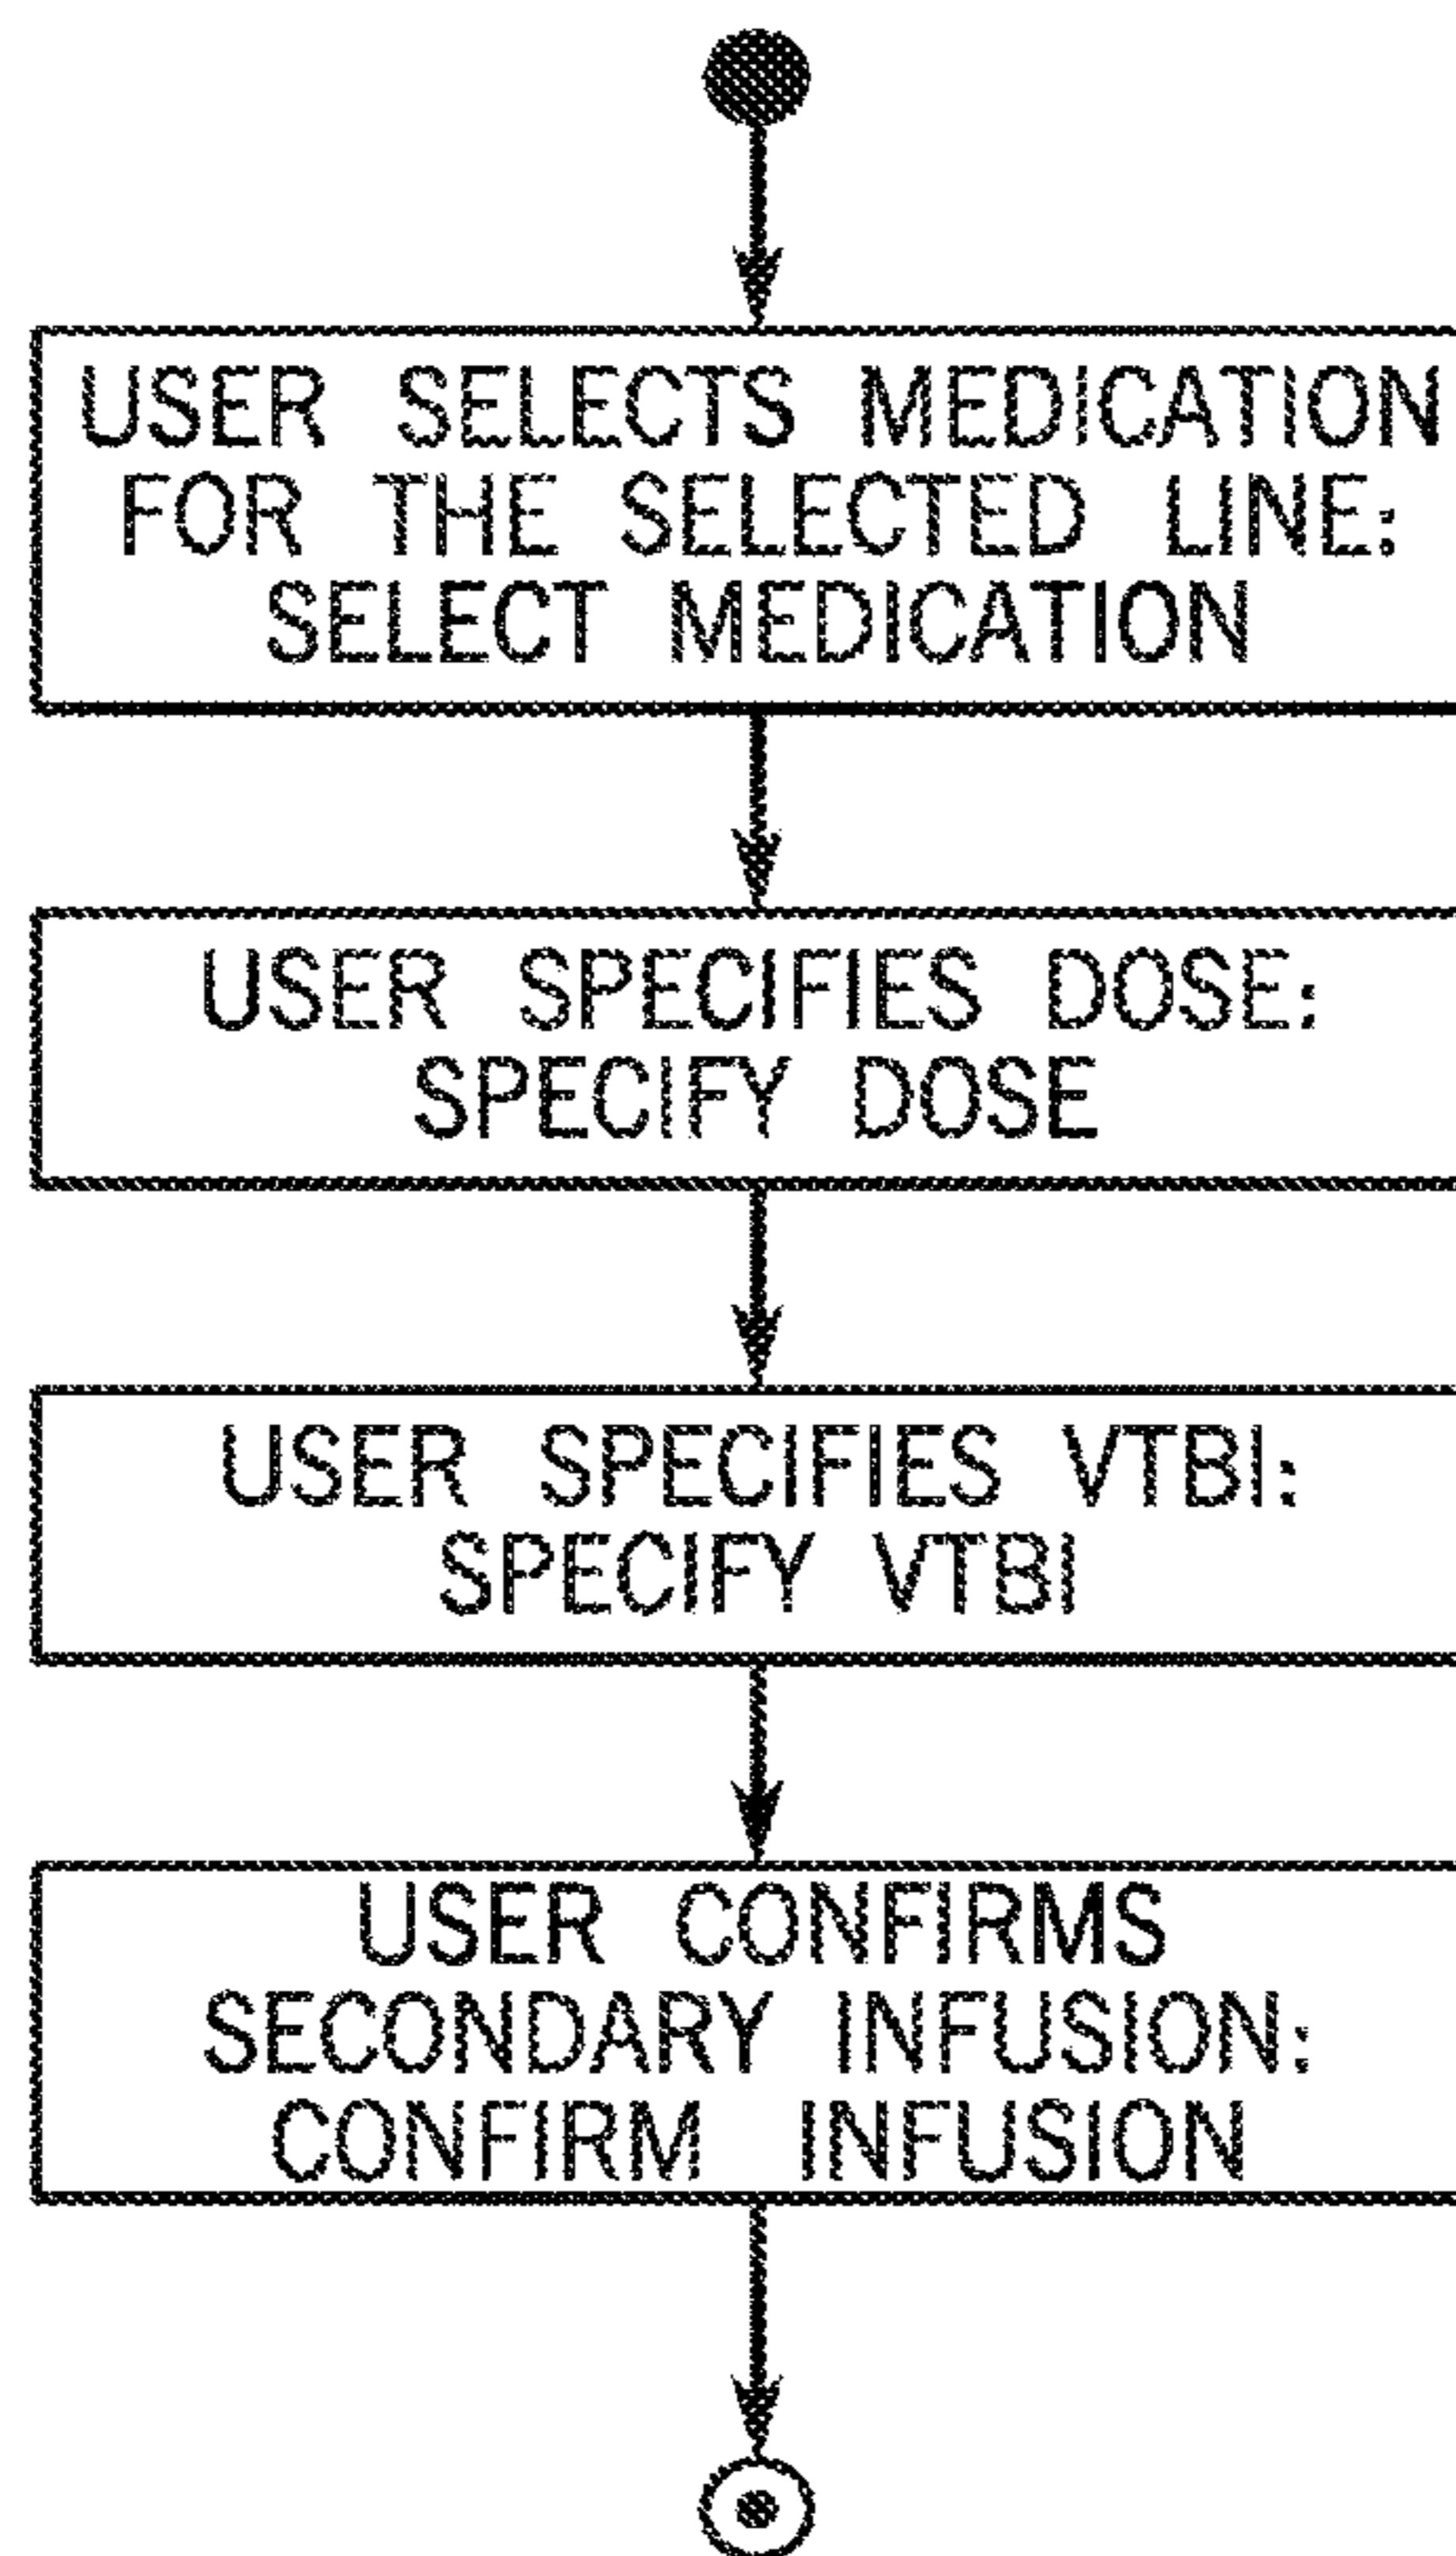 USER SELECTS MEDICATION
FOR THE SELECTED LINE:
SELECT MEDICATION
USER SPECIFIES DOSE:
SPECIFY DOSE
USER SPECIFIES VTBI:
SPECIFY VTBI
USER CONFIRMS
SECONDARY INFUSION:
CONFIRM INFUSION